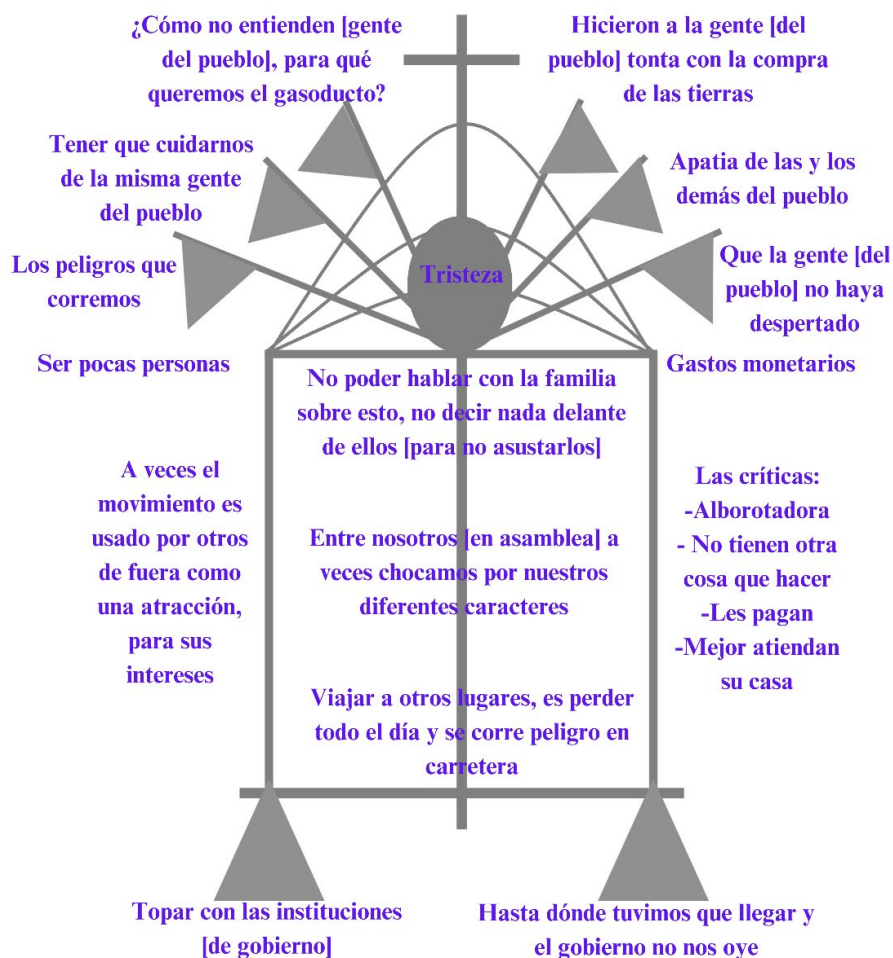 ¿Cómo no entienden [gente
del pueblo], para qué
queremos el gasoducto?
Hicieron a la gente [del
pueblo] tonta con la compra
de las tierras
Tener que cuidarnos
de la misma gente
del pueblo
Apatia de las y los
demás del pueblo
Los peligros que
corremos
Tristeza
Que la gente [del
pueblo] no haya
despertado
Ser pocas personas
Gastos monetarios
No poder hablar con la familia
sobre esto, no decir nada delante
de ellos [para no asustarlos]
A veces el
movimiento es
usado por otros
de fuera como
una atracción,
para sus
intereses
Entre nosotros [en asamblea] a
veces chocamos por nuestros
diferentes caracteres
Las críticas:
-Alborotadora
- No tienen otra
cosa que hacer
-Les pagan
-Mejor atiendan
su casa
Viajar a otros lugares, es perder
todo el día y se corre peligro en
carretera
Topar con las instituciones
[de gobierno]
Hasta dónde tuvimos que llegar y
el gobierno no nos oye